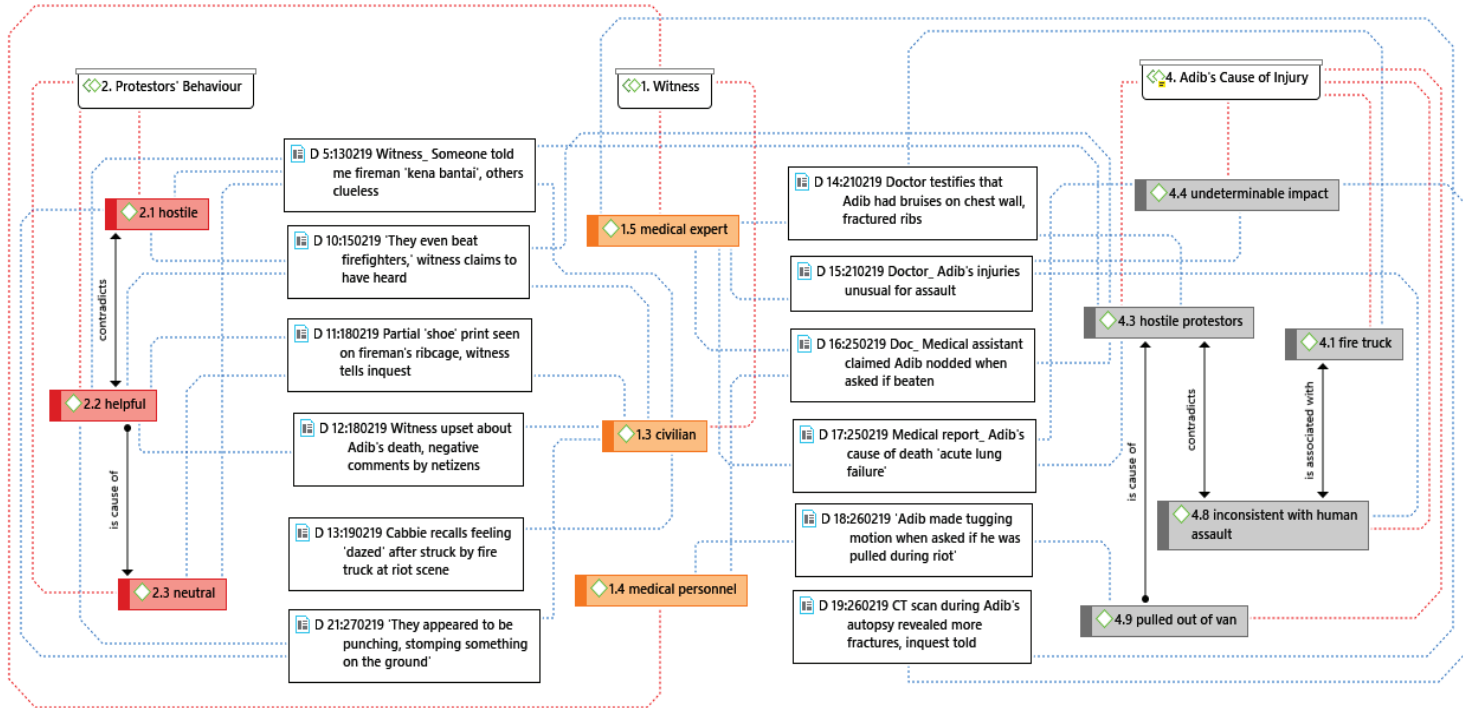 2. Protestors' Behaviour
1. Witness
4. Adib's Cause of Injury
D 5:130219 Witness_ Someone told
me fireman 'kena bantai', others
clueless
D 14:210219 Doctor testifies that
Adib had bruises on chest wall,
fractured ribs
4.4 undeterminable impact
2.1 hostile
1.5 medical expert
D 10:150219 'They even beat
firefighters,' witness claims to
have heard
D 15:210219 Doctor_ Adib's injuries
unusual for assault
contradicts
4.3 hostile protestors
4.1 fire truck
D 11:180219 Partial 'shoe' print seen
on fireman's ribcage, witness
tells inquest
D 16:250219 Doc_ Medical assistant
claimed Adib nodded when
asked if beaten
2.2 helpful
contradicts
is associated with
D 12:180219 Witness upset about
Adib's death, negative
comments by netizens
1.3 civilian
D 17:250219 Medical report_ Adib's
cause of death 'acute lung
failure'
is cause of
is cause of
D 13:190219 Cabbie recalls feeling
'dazed' after struck by fire
truck at riot scene
D 18:260219 'Adib made tugging
motion when asked if he was
pulled during riot'
4.8 inconsistent with human
assault
2.3 neutral
1.4 medical personnel
D 21:270219 'They appeared to be
punching, stomping something
on the ground'
D 19:260219 CT scan during Adib's
autopsy revealed more
fractures, inquest told
4.9 pulled out of van